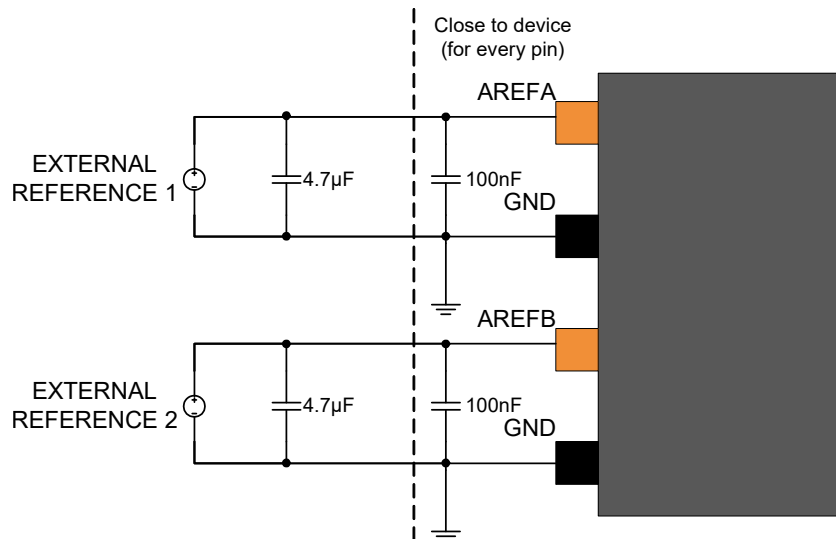 Close to device
(for every pin)
AREFA
EXTERNAL
REFERENCE 1
4.7µF
100nF
GND
AREFB
EXTERNAL
REFERENCE 2
4.7µF
100nF
GND